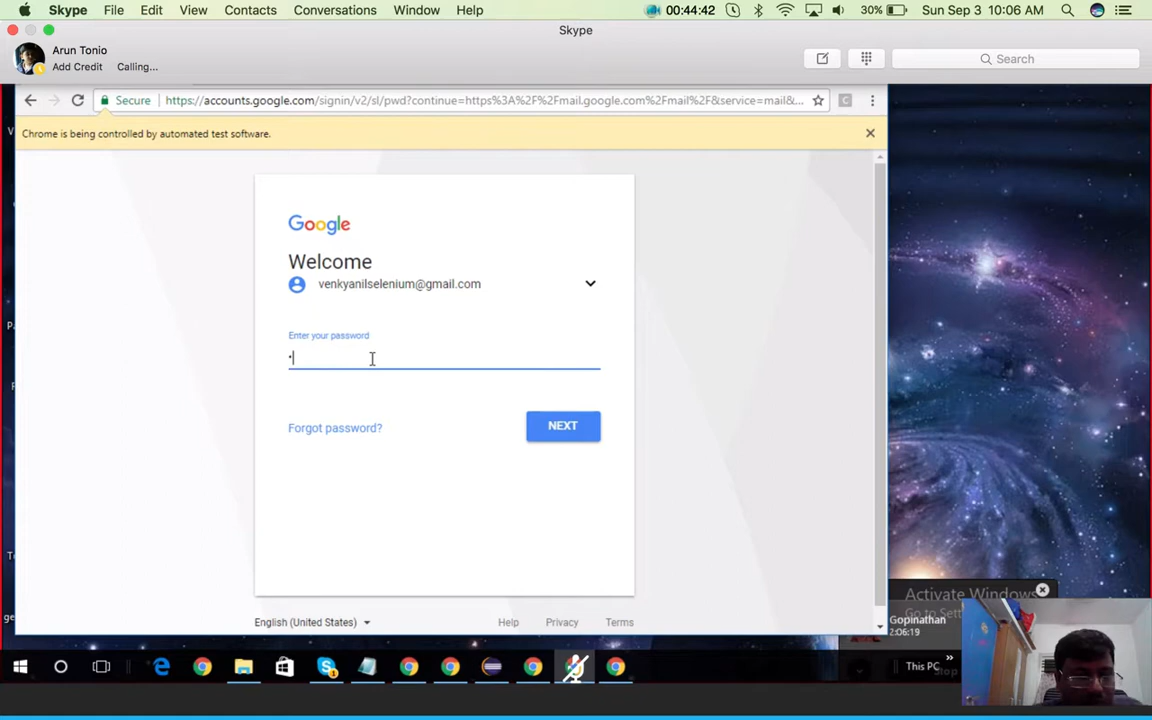 Skype File Edit View Contacts Conversations Window Help 00:44:42 30% Sun Sep 3 10:06 AM
Skype
Arun Tonio
Add Credit Calling...
Search
Secure https://accounts.google.com/signin/v2/sl/pwd?continue=https%3A%2F%2Fmail.google.com%2Fmail%2F&service=mail&...
Chrome is being controlled by automated test software.
Google
Welcome
venkyanilselenium@gmail.com
Enter your password
Forgot password?
NEXT
English (United States)
Help Privacy Terms
Activate Windows
Go to Sett
Gopinathan
2:06:19
This PC